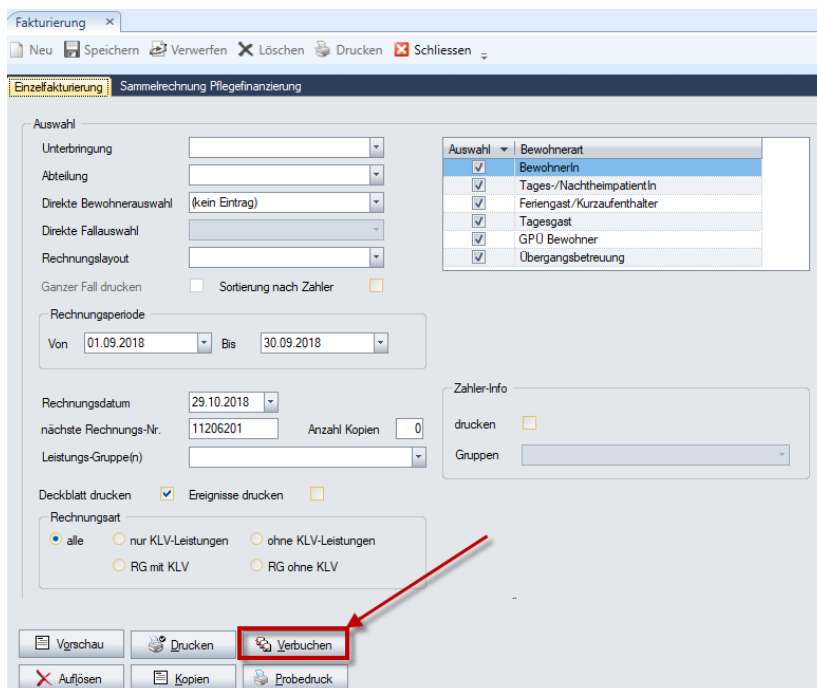 Fakturierung
Neu Speichern Verwerfen Löschen Drucken Schliessen
Einzelfakturierung Sammelrechnung Pflegefinanzierung
Auswahl
Unterbringung
Abteilung
Direkte Bewohnerauswahl (kein Eintrag)
Direkte Fallauswahl
Rechnungslayout
Ganzer Fall drucken Sortierung nach Zahler
Auswahl Bewohnerart
BewohnerIn
Tages-/NachtheimpatientIn
Feriengast/Kurzaufenthalter
Tagesgast
GPÜ Bewohner
Übergangsbetreuung
Rechnungsperiode
Von 01.09.2018 Bis 30.09.2018
Rechnungsdatum 29.10.2018
nächste Rechnungs-Nr. 11206201 Anzahl Kopien 0
Leistungs-Gruppe(n)
Zahler-Info
drucken
Gruppen
Deckblatt drucken Ereignisse drucken
Rechnungsart
alle nur KLV-Leistungen ohne KLV-Leistungen
RG mit KLV RG ohne KLV
Vorschau Drucken Verbuchen
Auflösen Kopien Probedruck